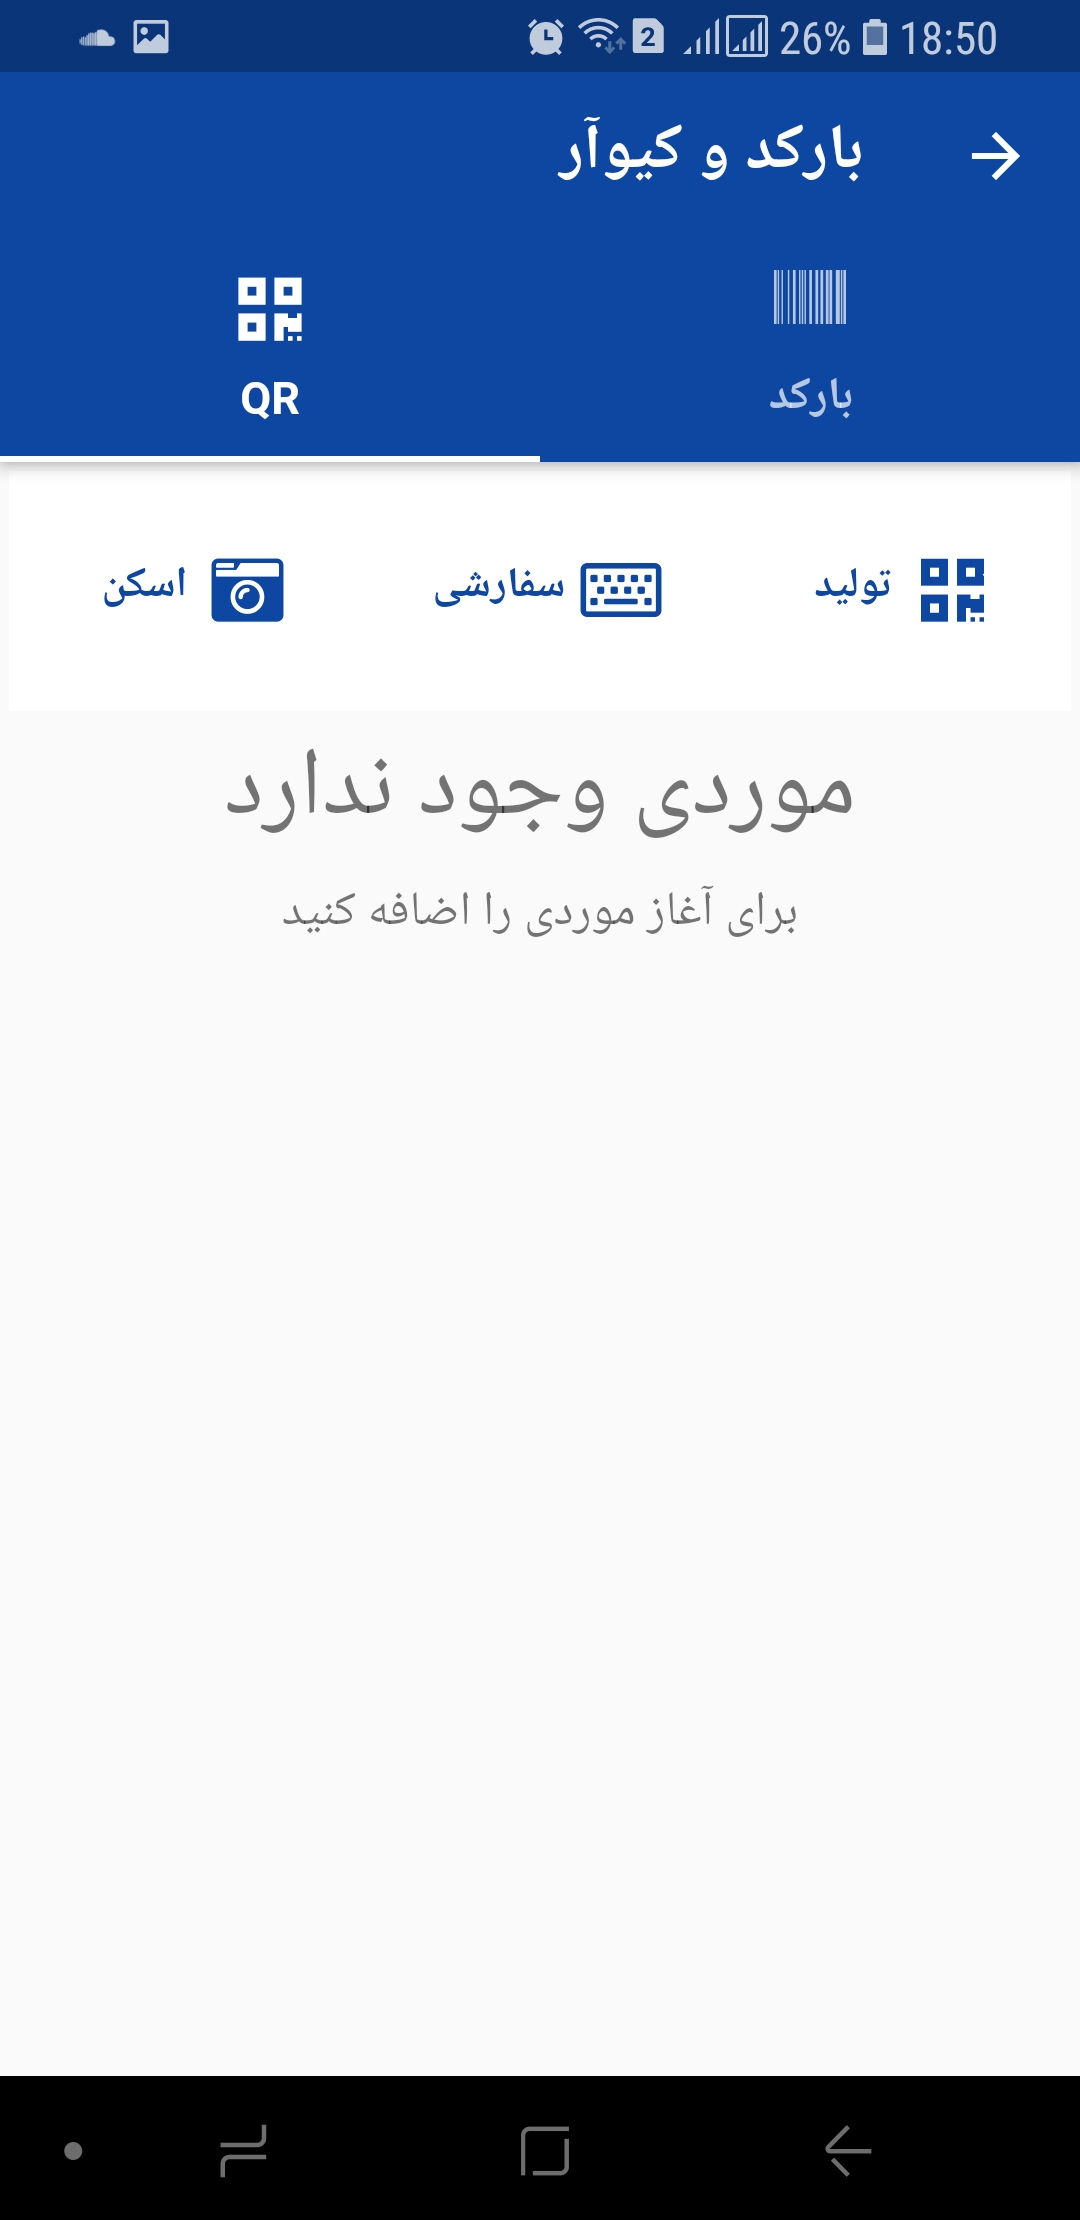 2 26% 18:50
بارکد و کیوآر
بارکد
QR
تولید
سفارشی
اسکن
موردی وجود ندارد
برای آغاز موردی را اضافه کنید